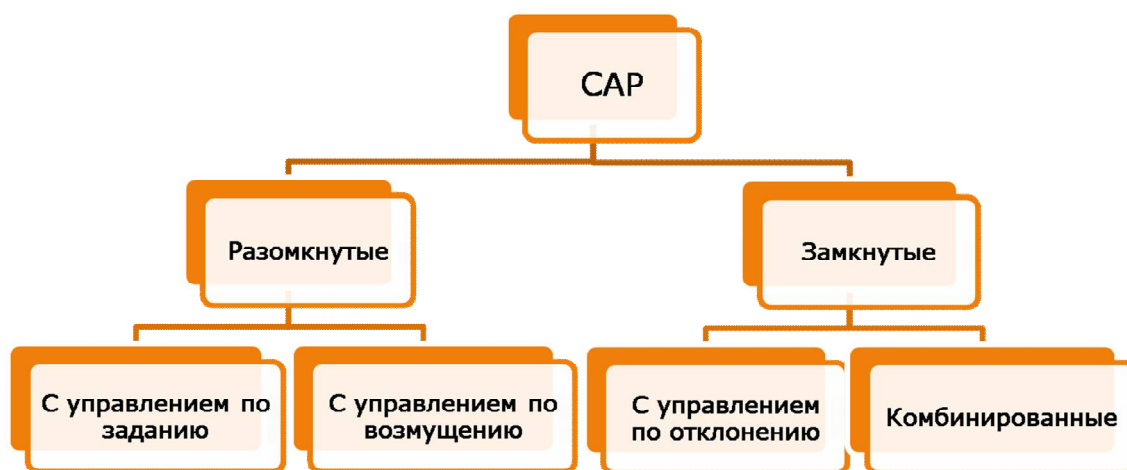 САР
Разомкнутые
Замкнутые
С управлением по
заданию
С управлением по
возмущению
С управлением
по отклонению
Комбинированные